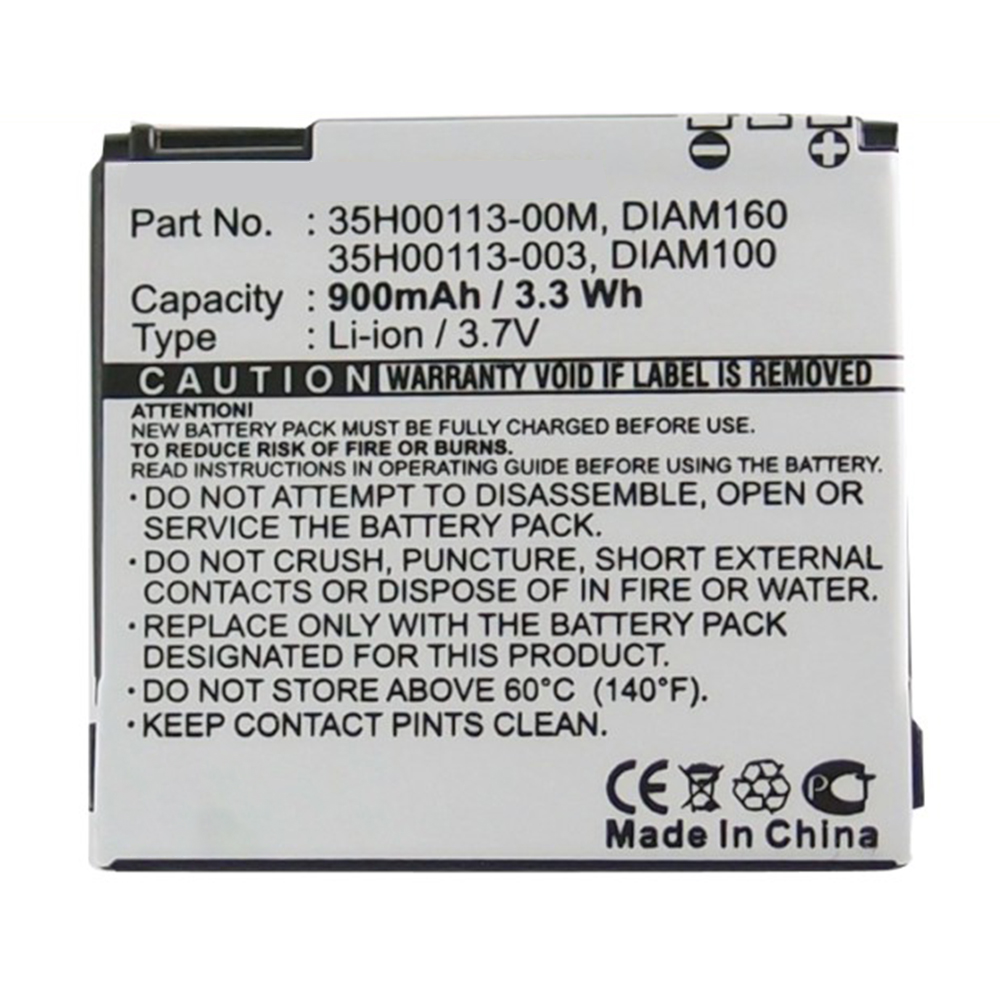 Part No. : 35H00113-00M, DIAM160
35H00113-003, DIAM100
Capacity : 900mAh / 3.3 Wh
Type : Li-ion / 3.7V
CAUTION WARRANTY VOID IF LABEL IS REMOVED
ATTENTION!
NEW BATTERY PACK MUST BE FULLY CHARGED BEFORE USE.
TO REDUCE RISK OF FIRE OR BURNS.
READ INSTRUCTIONS IN OPERATING GUIDE BEFORE USING THE BATTERY.
· DO NOT ATTEMPT TO DISASSEMBLE, OPEN OR
SERVICE THE BATTERY PACK.
· DO NOT CRUSH, PUNCTURE, SHORT EXTERNAL
CONTACTS OR DISPOSE OF IN FIRE OR WATER.
· REPLACE ONLY WITH THE BATTERY PACK
DESIGNATED FOR THIS PRODUCT.
· DO NOT STORE ABOVE 60°C (140°F).
· KEEP CONTACT PINTS CLEAN.
CE PCT
Made In China